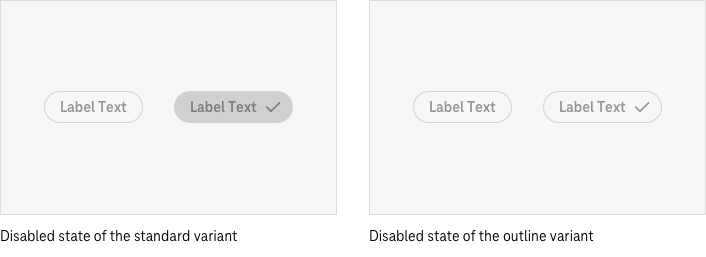 Label Text
Label Text
Label Text
Label Text
Disabled state of the standard variant
Disabled state of the outline variant